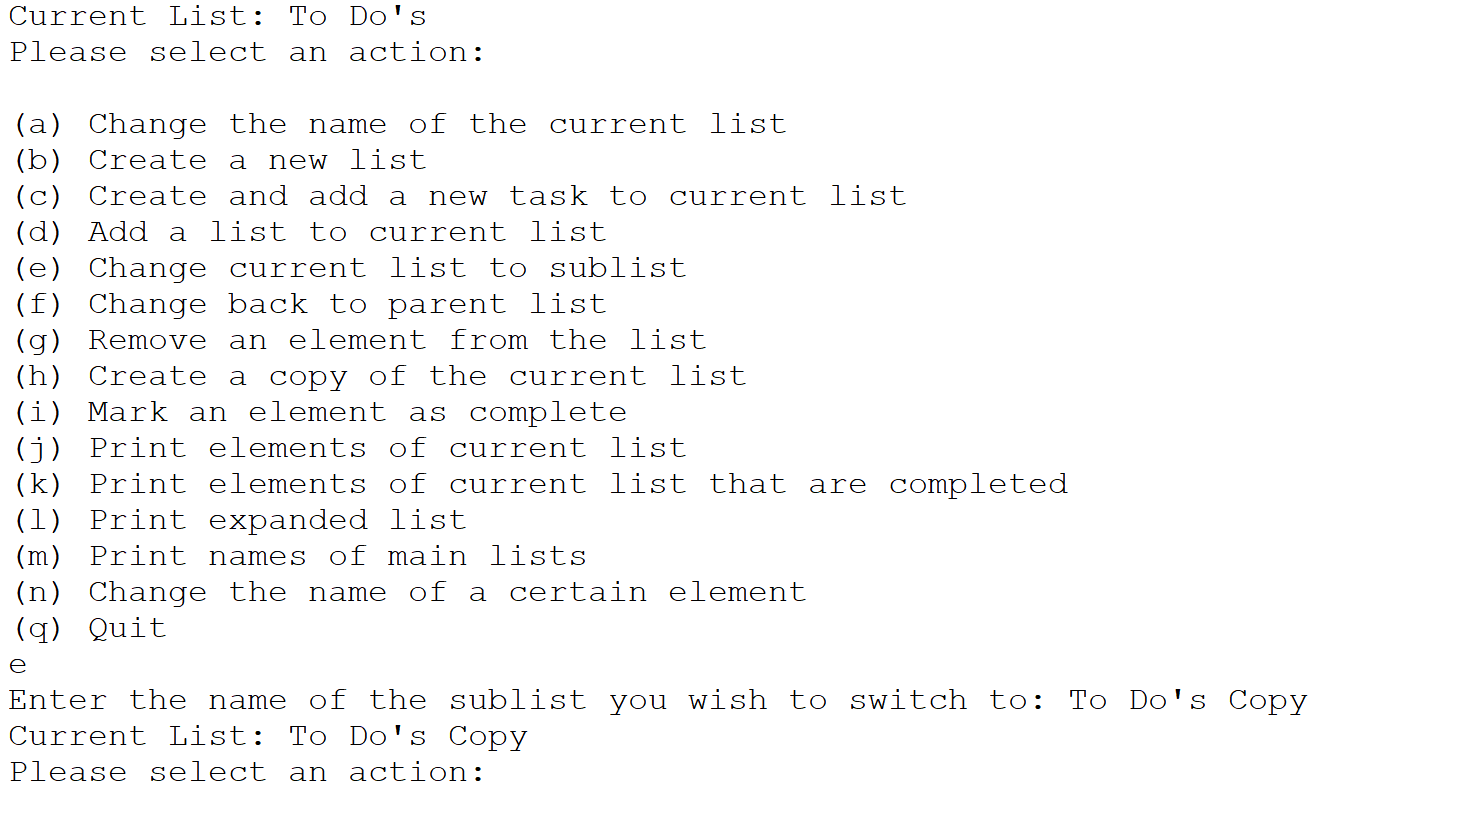 Current List: To Do's
Please select an action:
(a) Change the name of the current list
(b) Create a new list
(c) Create and add a new task to current list
(d) Add a list to current list
(e) Change current list to sublist
(f) Change back to parent list
(g) Remove an element from the list
(h) Create a copy of the current list
(i) Mark an element as complete
(j) Print elements of current list
(k) Print elements of current list that are completed
(l) Print expanded list
(m) Print names of main lists
(n) Change the name of a certain element
(q) Quit
e
Enter the name of the sublist you wish to switch to: To Do's Copy
Current List: To Do's Copy
Please select an action: